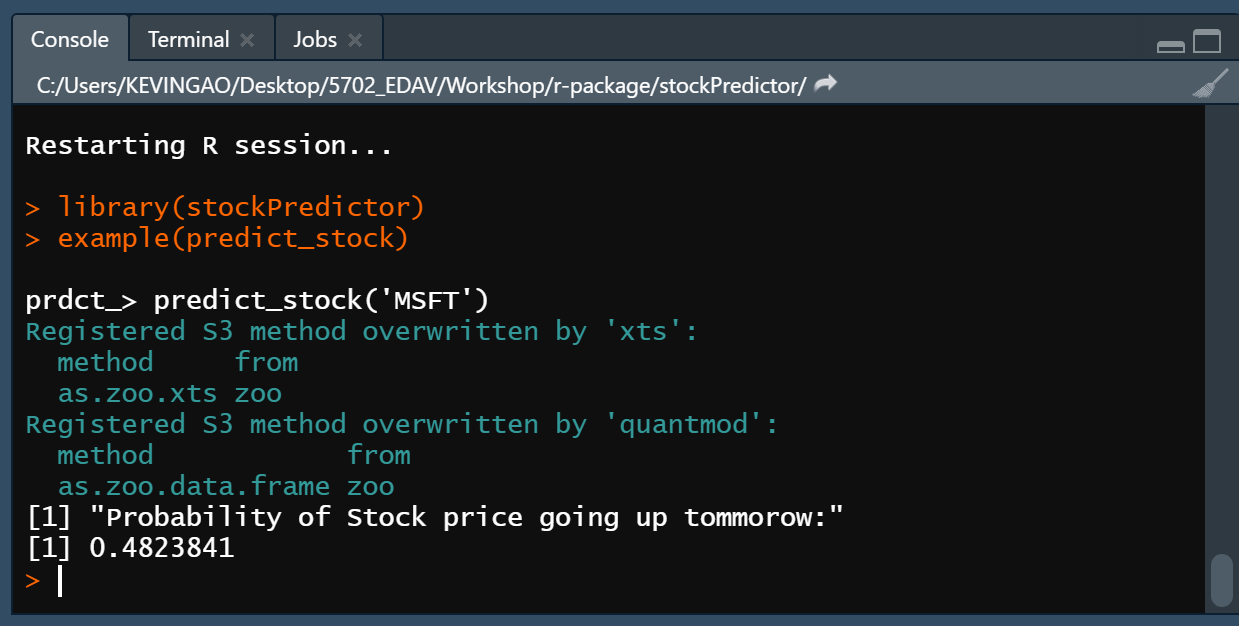 Console Terminal Jobs
C:/Users/KEVINGAO/Desktop/5702_EDAV/Workshop/r-package/stockPredictor/
Restarting R session...
> library(stockPredictor)
> example(predict_stock)
prdct_> predict_stock('MSFT')
Registered S3 method overwritten by 'xts':
  method     from
  as.zoo.xts zoo
Registered S3 method overwritten by 'quantmod':
  method            from
  as.zoo.data.frame zoo
[1] "Probability of Stock price going up tommorow:"
[1] 0.4823841
>